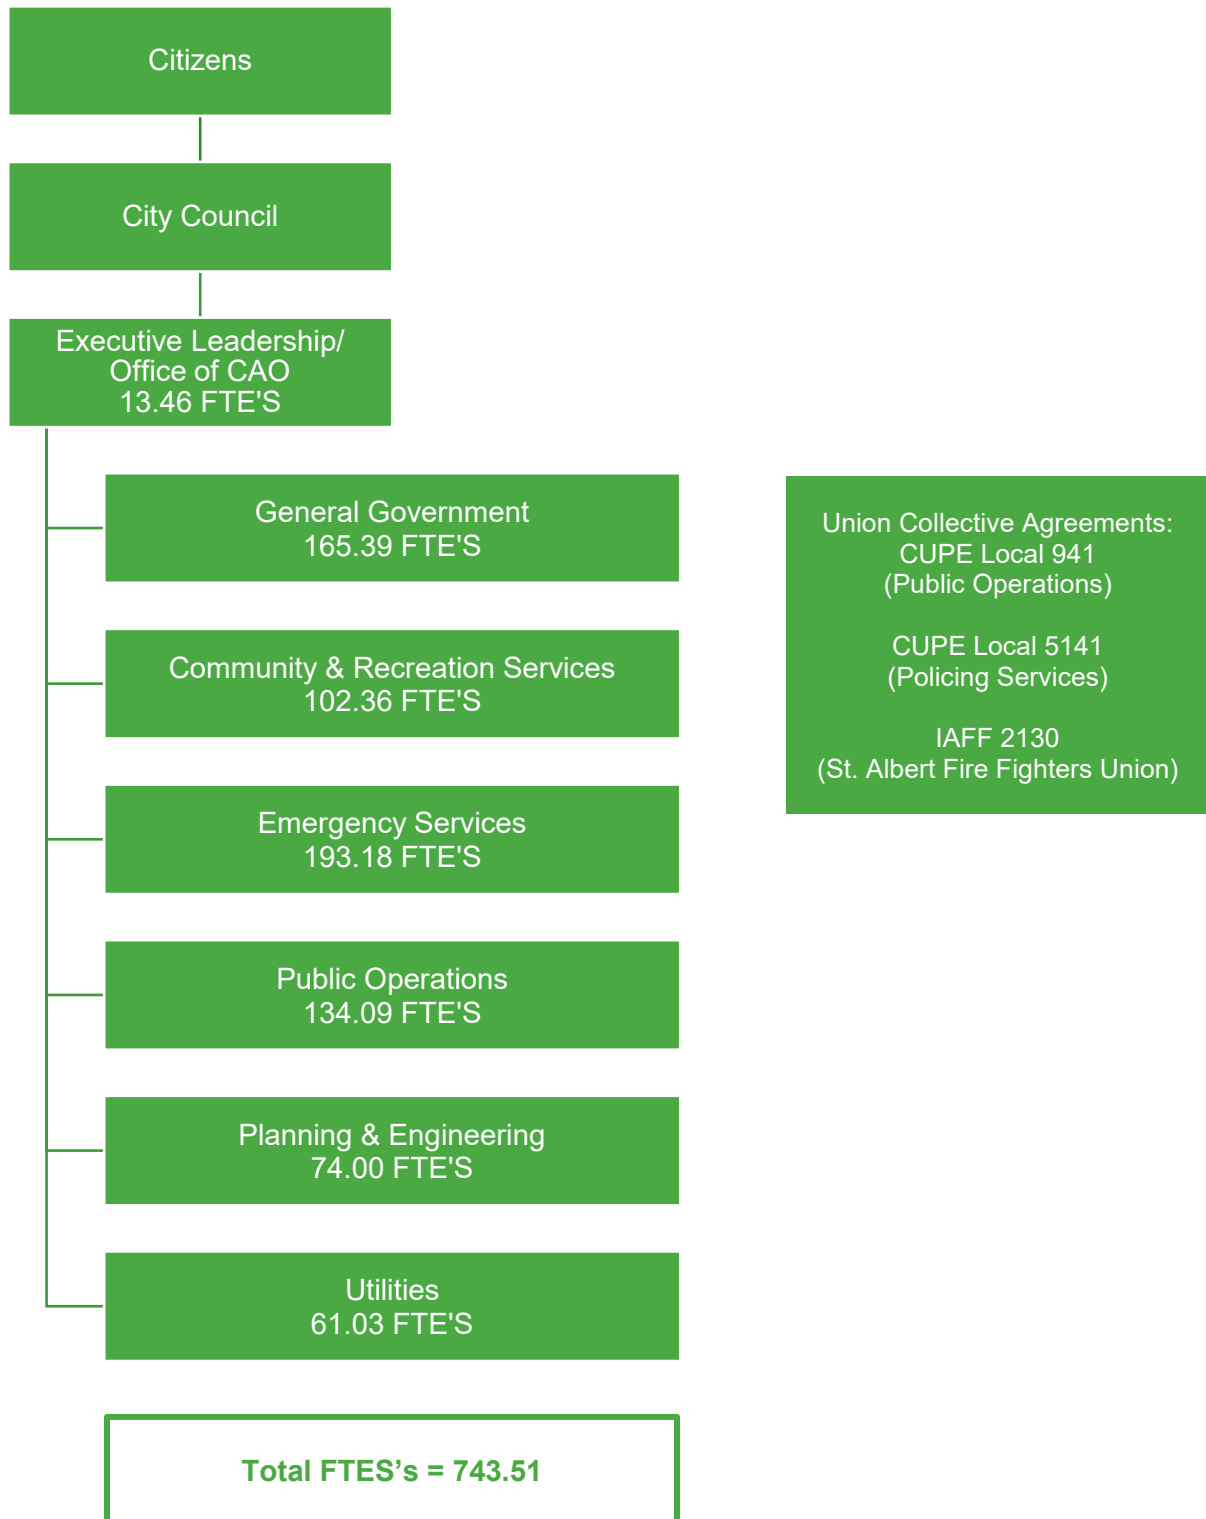 Citizens
City Council
Executive Leadership/
Office of CAO
13.46 FTE'S
General Government
165.39 FTE'S
Community & Recreation Services
102.36 FTE'S
Emergency Services
193.18 FTE'S
Public Operations
134.09 FTE'S
Planning & Engineering
74.00 FTE'S
Utilities
61.03 FTE'S
Total FTES’s = 743.51
Union Collective Agreements:
CUPE Local 941
(Public Operations)
CUPE Local 5141
(Policing Services)
IAFF 2130
(St. Albert Fire Fighters Union)